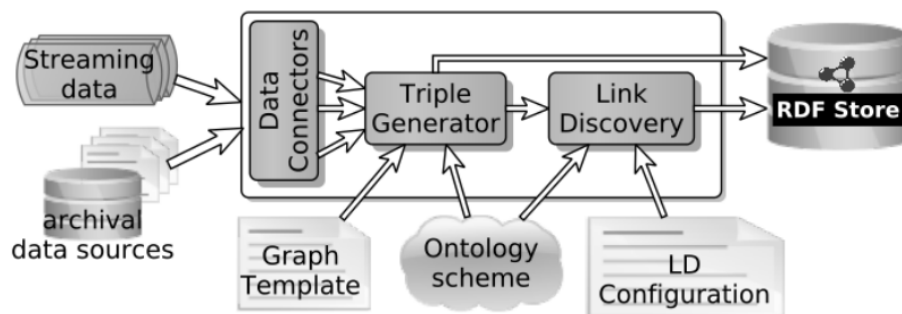 Streaming
data
archival
data sources
Data
Connectors
Triple
Generator
Link
Discovery
RDF Store
Graph
Template
Ontology
scheme
LD
Configuration